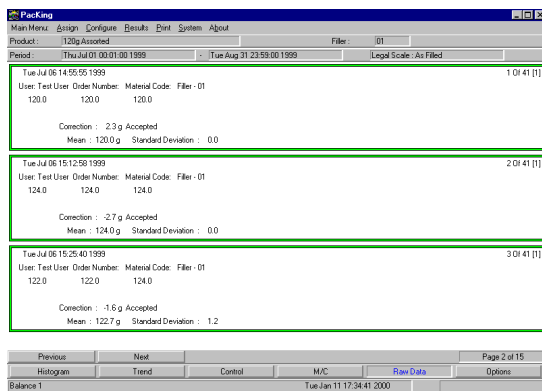 PacKing
Main Menu: Assign Configure Results Print System About
Product : 120g Assorted Filler : 01
Period : Thu Jul 01 00:01:00 1999 - Tue Aug 31 23:59:00 1999 Legal Scale : As Filled
Tue Jul 06 14:55:55 1999 1 Of 41 [1]
User: Test User Order Number: Material Code: Filler - 01
120.0 120.0 120.0
Correction : 2.3 g Accepted
Mean : 120.0 g Standard Deviation : 0.0
Tue Jul 06 15:12:58 1999 2 Of 41 [1]
User: Test User Order Number: Material Code: Filler - 01
124.0 124.0 124.0
Correction : -2.7 g Accepted
Mean : 124.0 g Standard Deviation : 0.0
Tue Jul 06 15:25:40 1999 3 Of 41 [1]
User: Test User Order Number: Material Code: Filler - 01
122.0 122.0 124.0
Correction : -1.6 g Accepted
Mean : 122.7 g Standard Deviation : 1.2
Previous Next Page 2 of 15
Histogram Trend Control M/C Raw Data Options
Balance 1 Tue Jan 11 17:34:41 2000